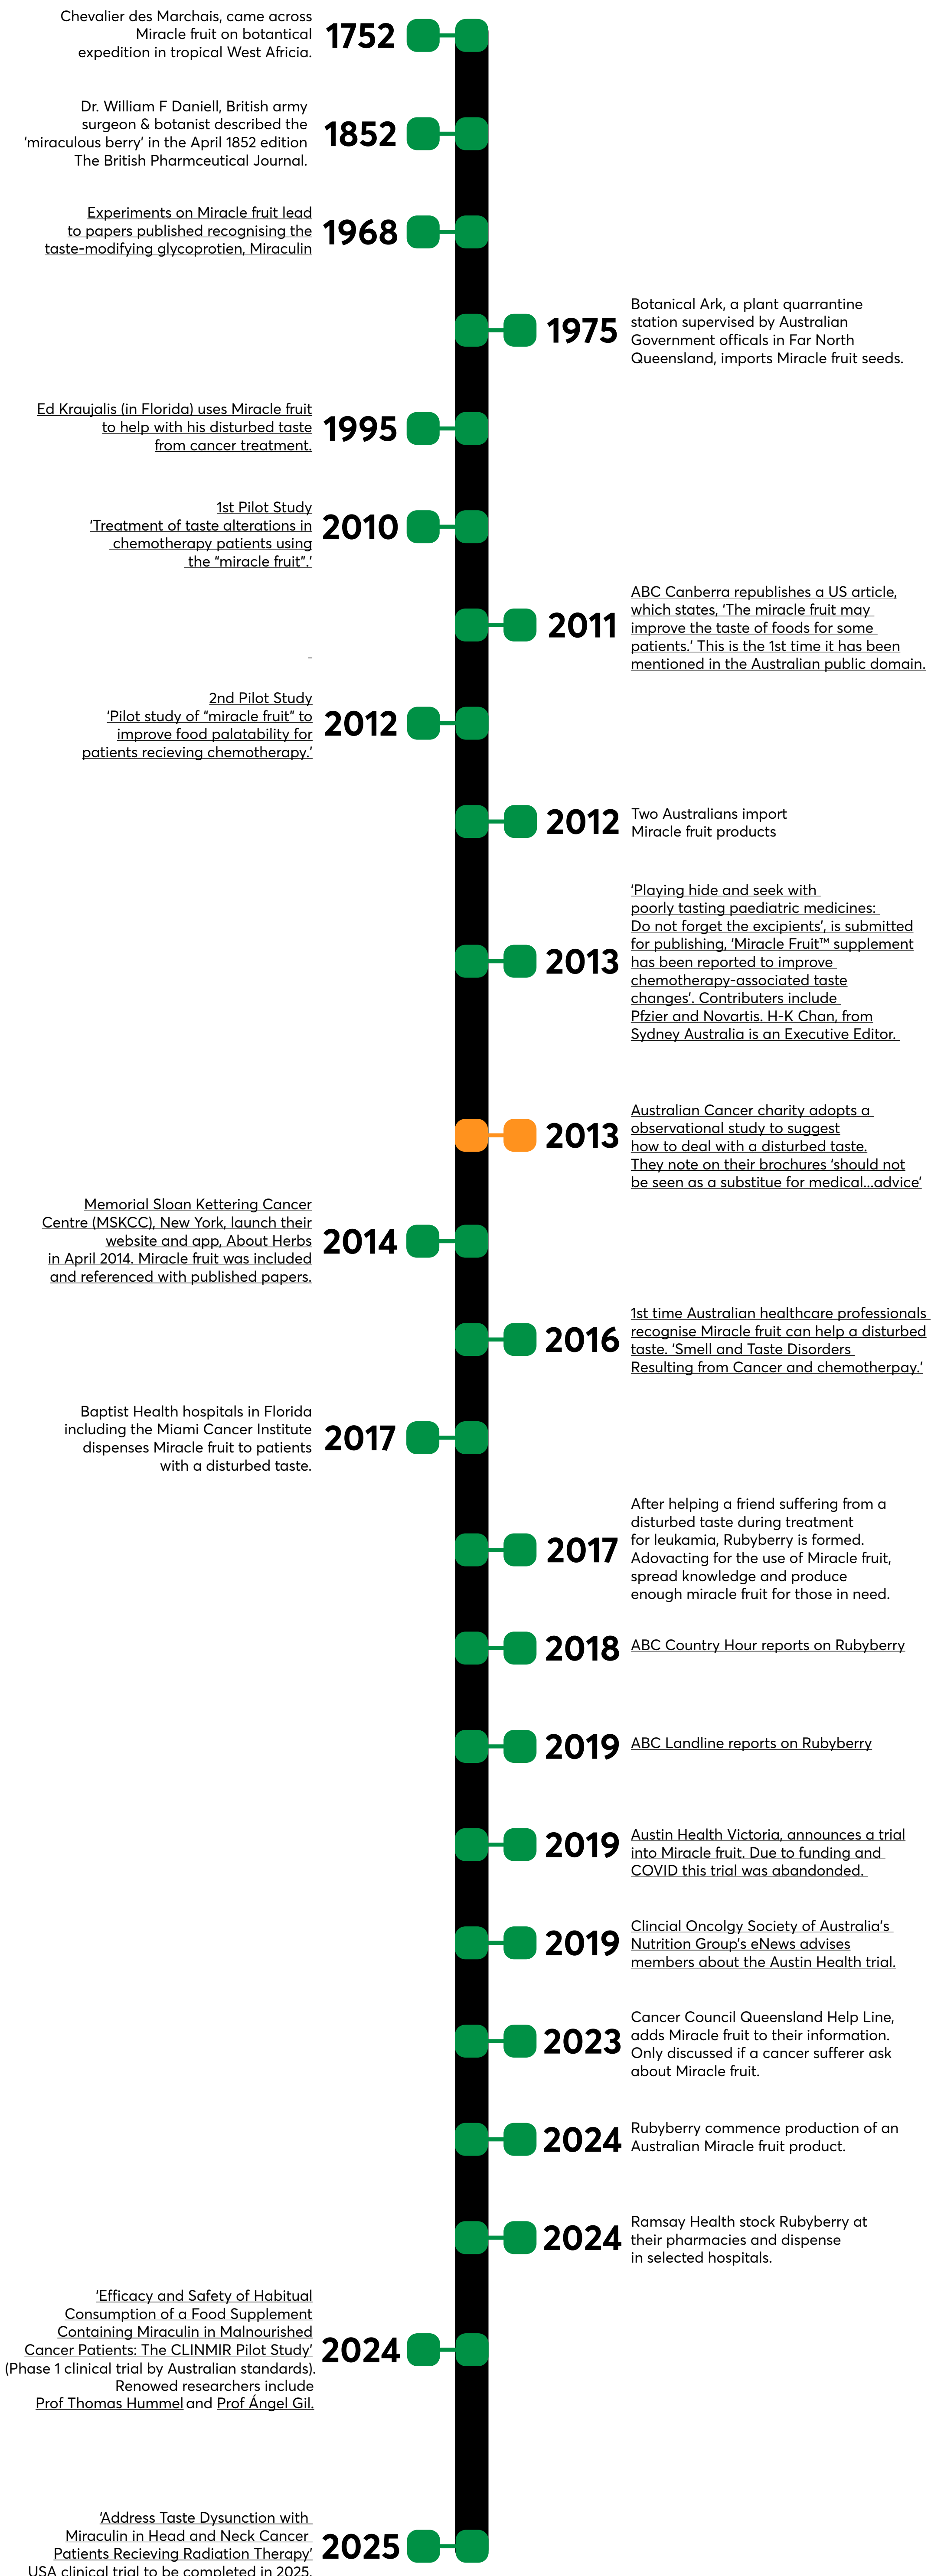 Chevalier des Marchais, came across
Miracle fruit on botantical
expedition in tropical West Africia.
1752
Dr. William F Daniell, British army
surgeon & botanist described the
'miraculous berry' in the April 1852 edition
The British Pharmceutical Journal.
1852
Experiments on Miracle fruit lead
to papers published recognising the
taste-modifying glycoprotien, Miraculin
1968
1975
Botanical Ark, a plant quarrantine
station supervised by Australian
Government officals in Far North
Queensland, imports Miracle fruit seeds.
Ed Kraujalis (in Florida) uses Miracle fruit
to help with his disturbed taste
from cancer treatment.
1995
1st Pilot Study
'Treatment of taste alterations in
chemotherapy patients using
the "miracle fruit".'
2010
2011
ABC Canberra republishes a US article,
which states, 'The miracle fruit may
improve the taste of foods for some
patients.' This is the 1st time it has been
mentioned in the Australian public domain.
2nd Pilot Study
'Pilot study of "miracle fruit" to
improve food palatability for
patients recieving chemotherapy.'
2012
2012
Two Australians import
Miracle fruit products
2013
'Playing hide and seek with
poorly tasting paediatric medicines:
Do not forget the excipients', is submitted
for publishing, 'Miracle Fruit™ supplement
has been reported to improve
chemotherapy-associated taste
changes'. Contributers include
Pfzier and Novartis. H-K Chan, from
Sydney Australia is an Executive Editor.
2013
Australian Cancer charity adopts a
observational study to suggest
how to deal with a disturbed taste.
They note on their brochures 'should not
be seen as a substitue for medical...advice'
Memorial Sloan Kettering Cancer
Centre (MSKCC), New York, launch their
website and app, About Herbs
in April 2014. Miracle fruit was included
and referenced with published papers.
2014
2016
1st time Australian healthcare professionals
recognise Miracle fruit can help a disturbed
taste. 'Smell and Taste Disorders
Resulting from Cancer and chemotherpay.'
Baptist Health hospitals in Florida
including the Miami Cancer Institute
dispenses Miracle fruit to patients
with a disturbed taste.
2017
2017
After helping a friend suffering from a
disturbed taste during treatment
for leukamia, Rubyberry is formed.
Adovacting for the use of Miracle fruit,
spread knowledge and produce
enough miracle fruit for those in need.
2018
ABC Country Hour reports on Rubyberry
2019
ABC Landline reports on Rubyberry
2019
Austin Health Victoria, announces a trial
into Miracle fruit. Due to funding and
COVID this trial was abandonded.
2019
Clincial Oncolgy Society of Australia's
Nutrition Group's eNews advises
members about the Austin Health trial.
2023
Cancer Council Queensland Help Line,
adds Miracle fruit to their information.
Only discussed if a cancer sufferer ask
about Miracle fruit.
2024
Rubyberry commence production of an
Australian Miracle fruit product.
2024
Ramsay Health stock Rubyberry at
their pharmacies and dispense
in selected hospitals.
'Efficacy and Safety of Habitual
Consumption of a Food Supplement
Containing Miraculin in Malnourished
Cancer Patients: The CLINMIR Pilot Study'
(Phase 1 clinical trial by Australian standards).
Renowed researchers include
Prof Thomas Hummel and Prof Ángel Gil.
2024
'Address Taste Dysunction with
Miraculin in Head and Neck Cancer
Patients Recieving Radiation Therapy'
USA clinical trial to be completed in 2025.
2025